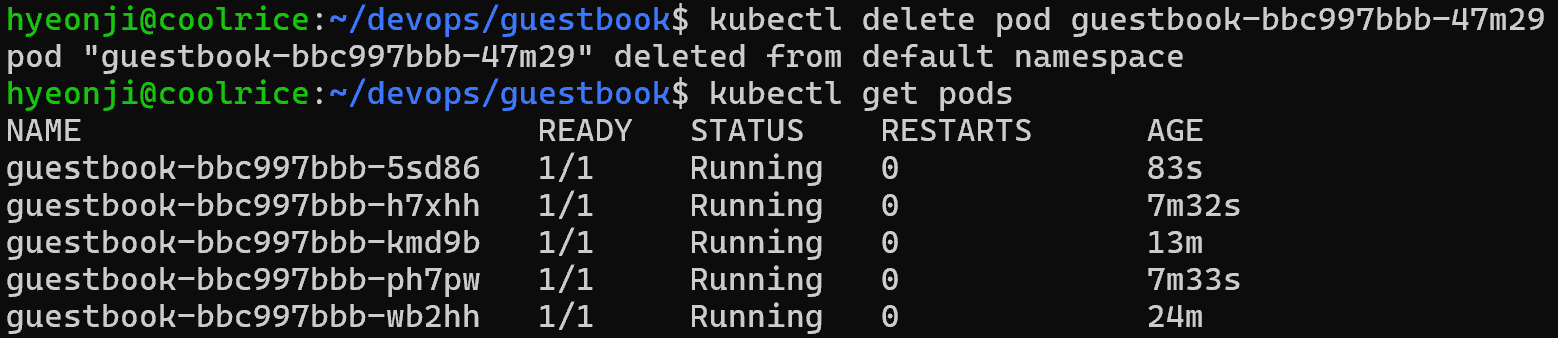 hyeonji@coolrice:~/devops/guestbook$ kubectl delete pod guestbook-bbc997bbb-47m29
pod "guestbook-bbc997bbb-47m29" deleted from default namespace
hyeonji@coolrice:~/devops/guestbook$ kubectl get pods
NAME                        READY   STATUS    RESTARTS      AGE
guestbook-bbc997bbb-5sd86   1/1     Running   0             83s
guestbook-bbc997bbb-h7xhh   1/1     Running   0             7m32s
guestbook-bbc997bbb-kmd9b   1/1     Running   0             13m
guestbook-bbc997bbb-ph7pw   1/1     Running   0             7m33s
guestbook-bbc997bbb-wb2hh   1/1     Running   0             24m